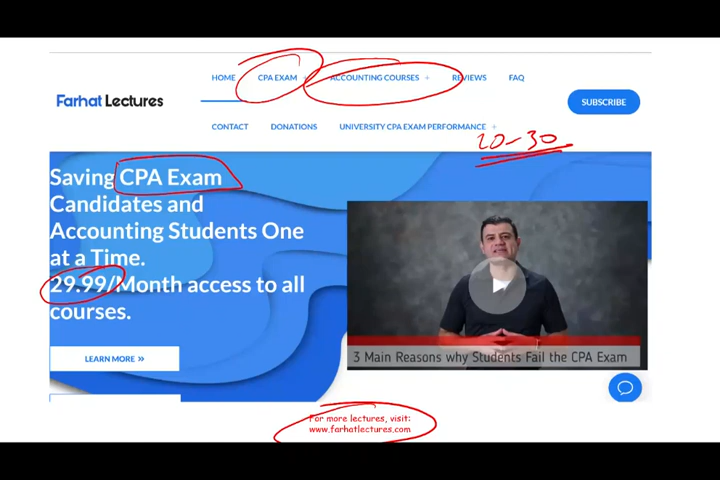 HOME CPA EXAM + ACCOUNTING COURSES + REVIEWS FAQ
Farhat Lectures
SUBSCRIBE
CONTACT DONATIONS UNIVERSITY CPA EXAM PERFORMANCE +
20-30
Saving CPA Exam
Candidates and
Accounting Students One
at a Time.
29.99/Month access to all
courses.
3 Main Reasons why Students Fail the CPA Exam
LEARN MORE »
For more lectures, visit:
www.farhatlectures.com